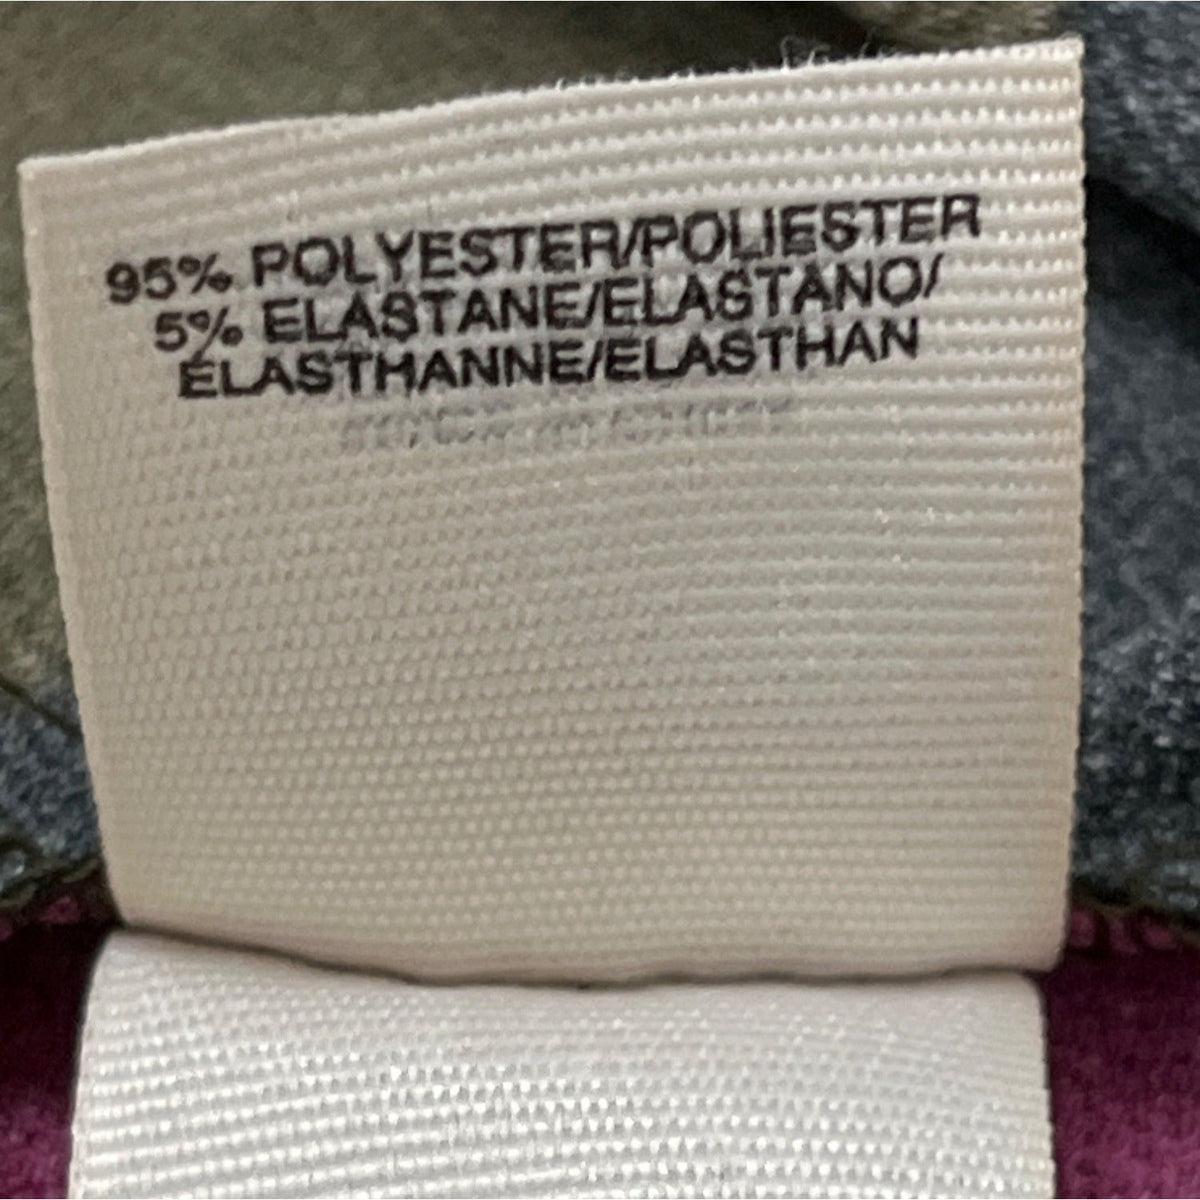 95% POLYESTER/POLIESTER
5% ELASTANE/ELASTANO/
ÉLASTHANNE/ELASTHAN